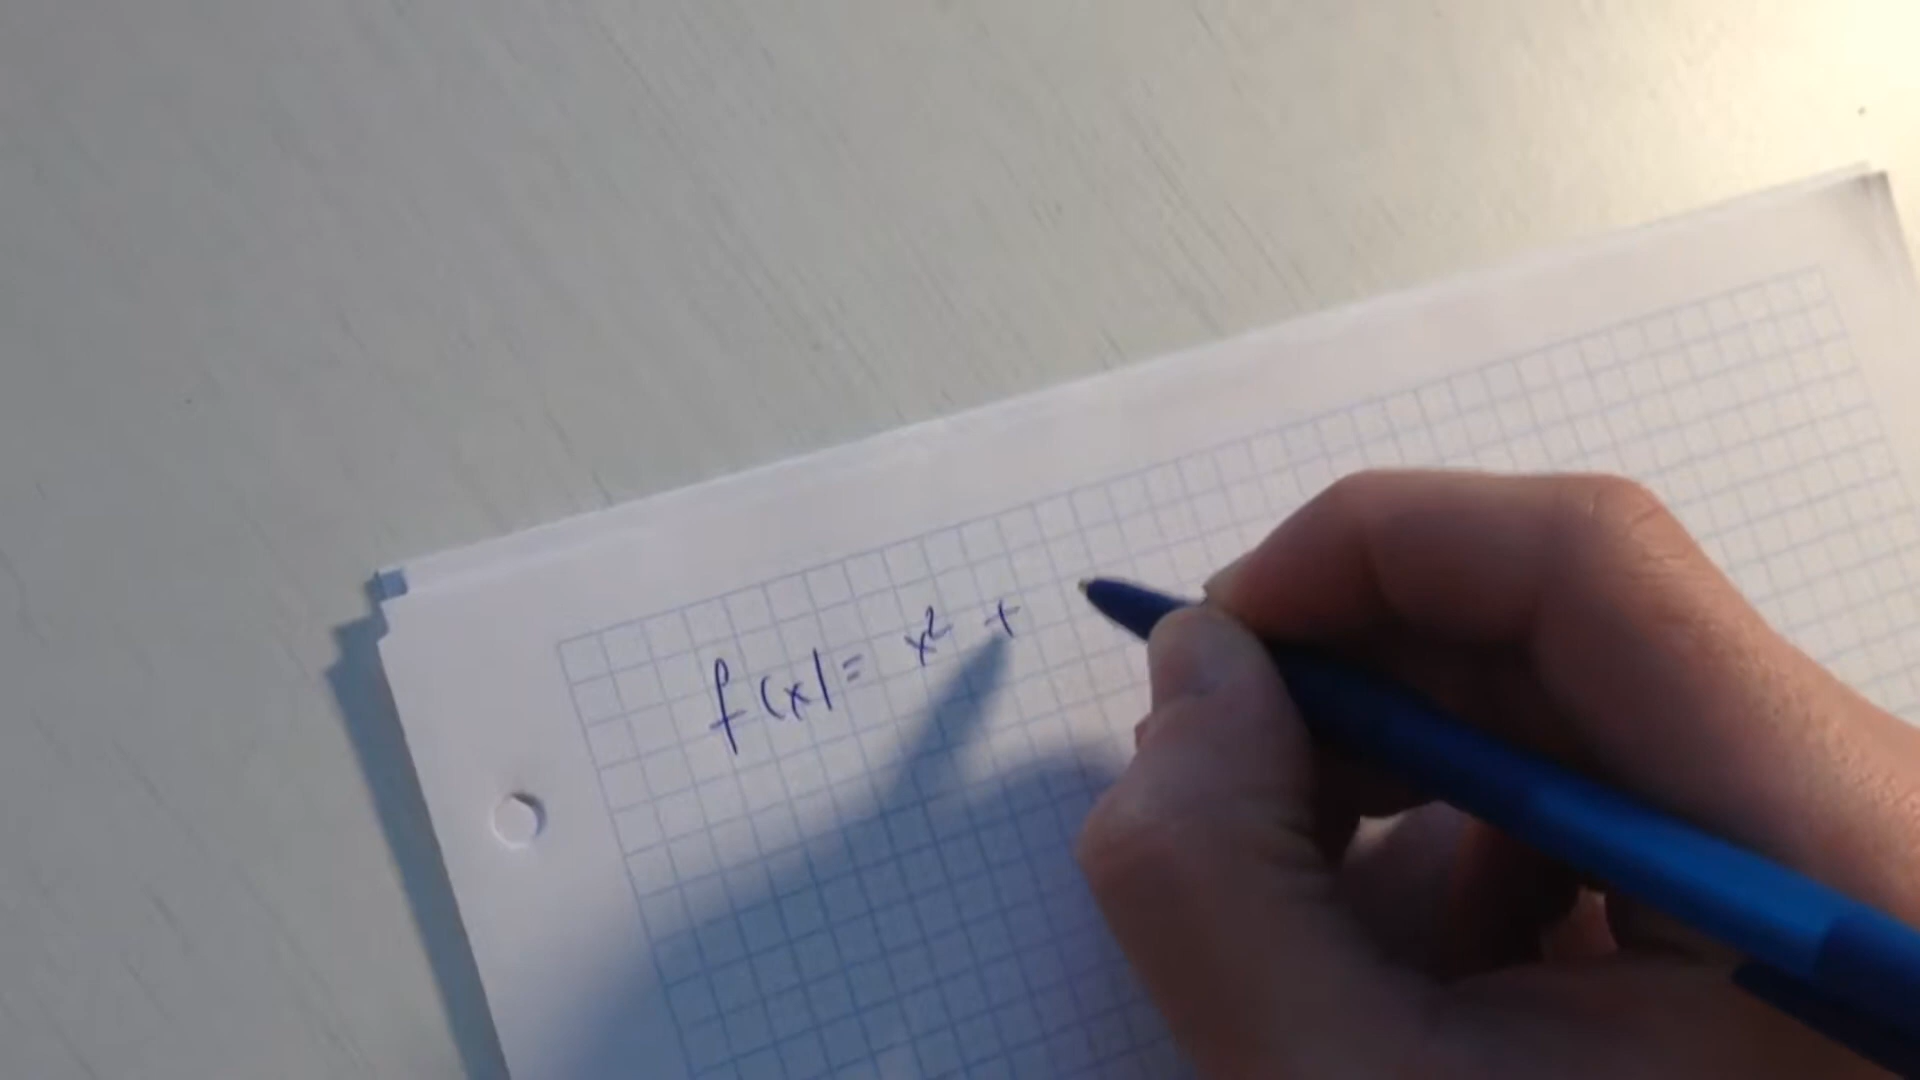 f(x)= x² +